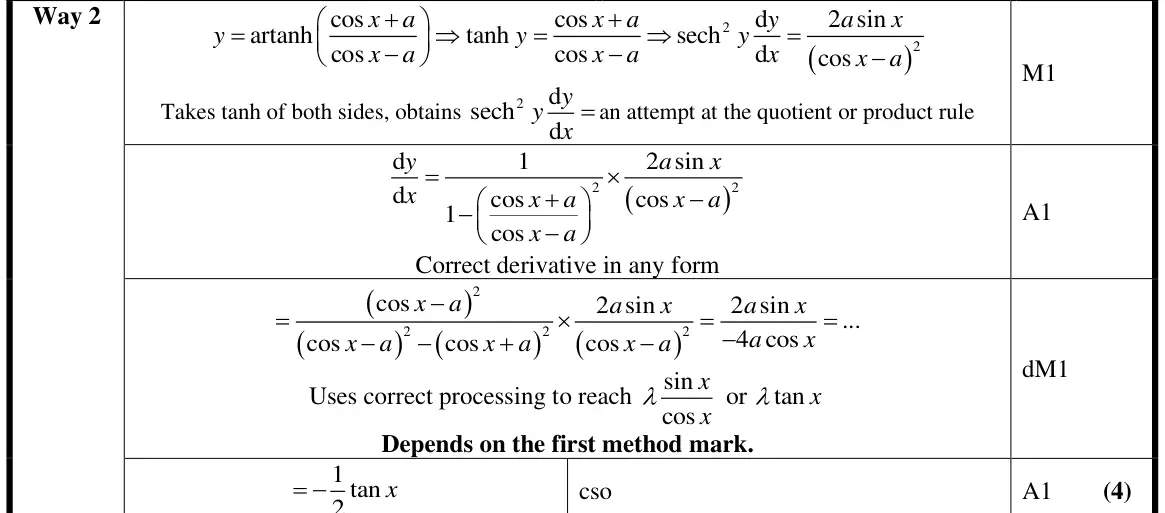 Way 2
y = artanh((cos x + a)/(cos x − a)) ⇒ tanh y = (cos x + a)/(cos x − a) ⇒ sech² y dy/dx = 2a sin x/(cos x − a)²
M1
Takes tanh of both sides, obtains sech² y dy/dx = an attempt at the quotient or product rule
dy/dx = 1/(1 − ((cos x + a)/(cos x − a))²) × 2a sin x/(cos x − a)²
A1
Correct derivative in any form
= (cos x − a)²/((cos x − a)² − (cos x + a)²) × 2a sin x/(cos x − a)² = 2a sin x/(−4a cos x) = ...
dM1
Uses correct processing to reach λ sin x/cos x or λ tan x
Depends on the first method mark.
= −1/2 tan x cso A1 (4)